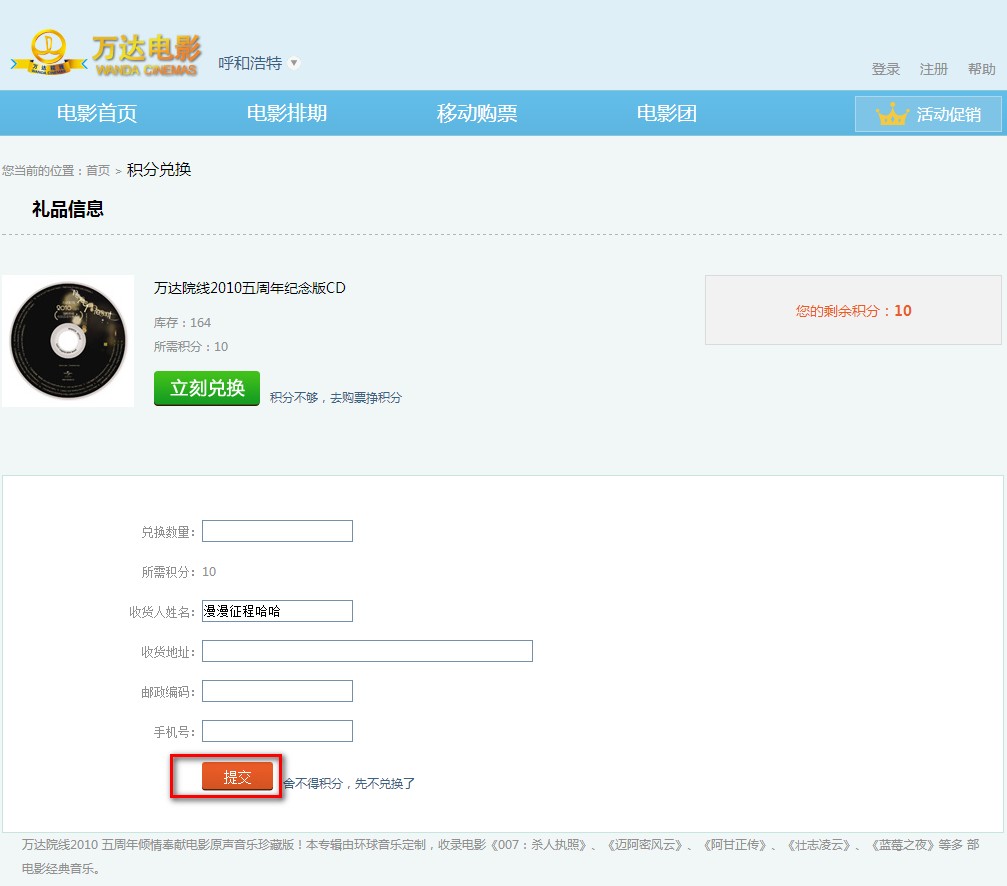 万达电影
WANDA CINEMAS
呼和浩特
登录 注册 帮助
电影首页 电影排期 移动购票 电影团 活动促销
您当前的位置：首页 > 积分兑换
礼品信息
万达院线2010五周年纪念版CD
库存：164
所需积分：10
立刻兑换 积分不够，去购票挣积分
您的剩余积分：10
兑换数量：
所需积分：10
收货人姓名：漫漫征程哈哈
收货地址：
邮政编码：
手机号：
提交 舍不得积分，先不兑换了
万达院线2010 五周年倾情奉献电影原声音乐珍藏版！本专辑由环球音乐定制，收录电影《007：杀人执照》、《迈阿密风云》、《阿甘正传》、《壮志凌云》、《蓝莓之夜》等多 部
电影经典音乐。